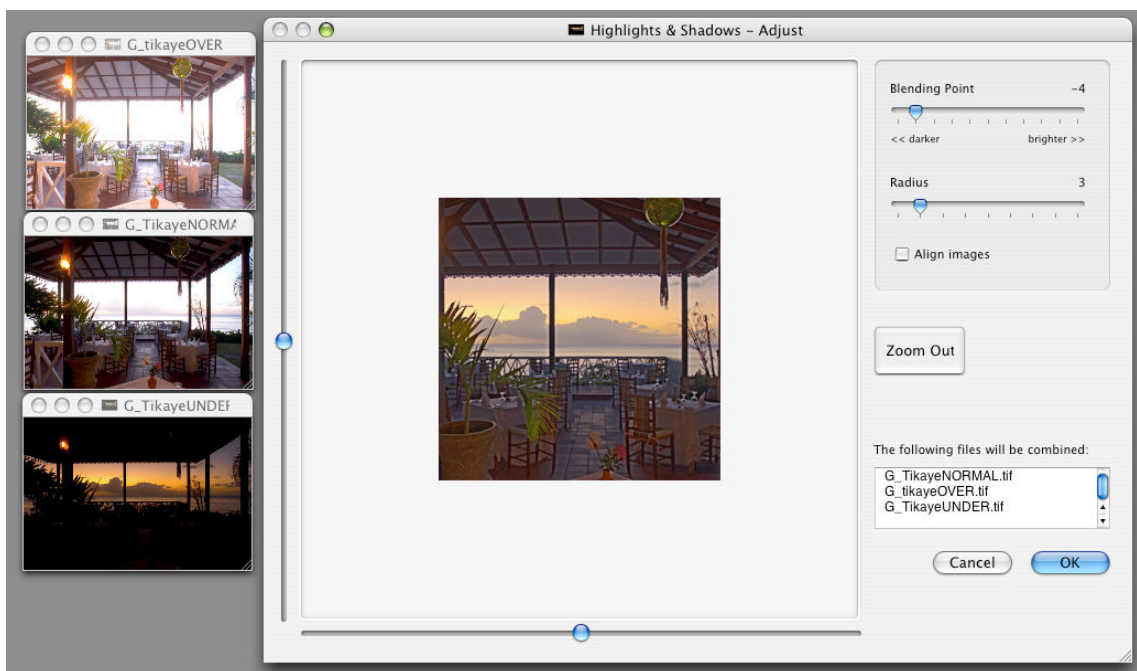 G_tikayeOVER
G_TikayeNORMA
G_TikayeUNDEF
Highlights & Shadows – Adjust
Blending Point -4
<< darker brighter >>
Radius 3
Align images
Zoom Out
The following files will be combined:
G_TikayeNORMAL.tif
G_tikayeOVER.tif
G_TikayeUNDER.tif
Cancel OK